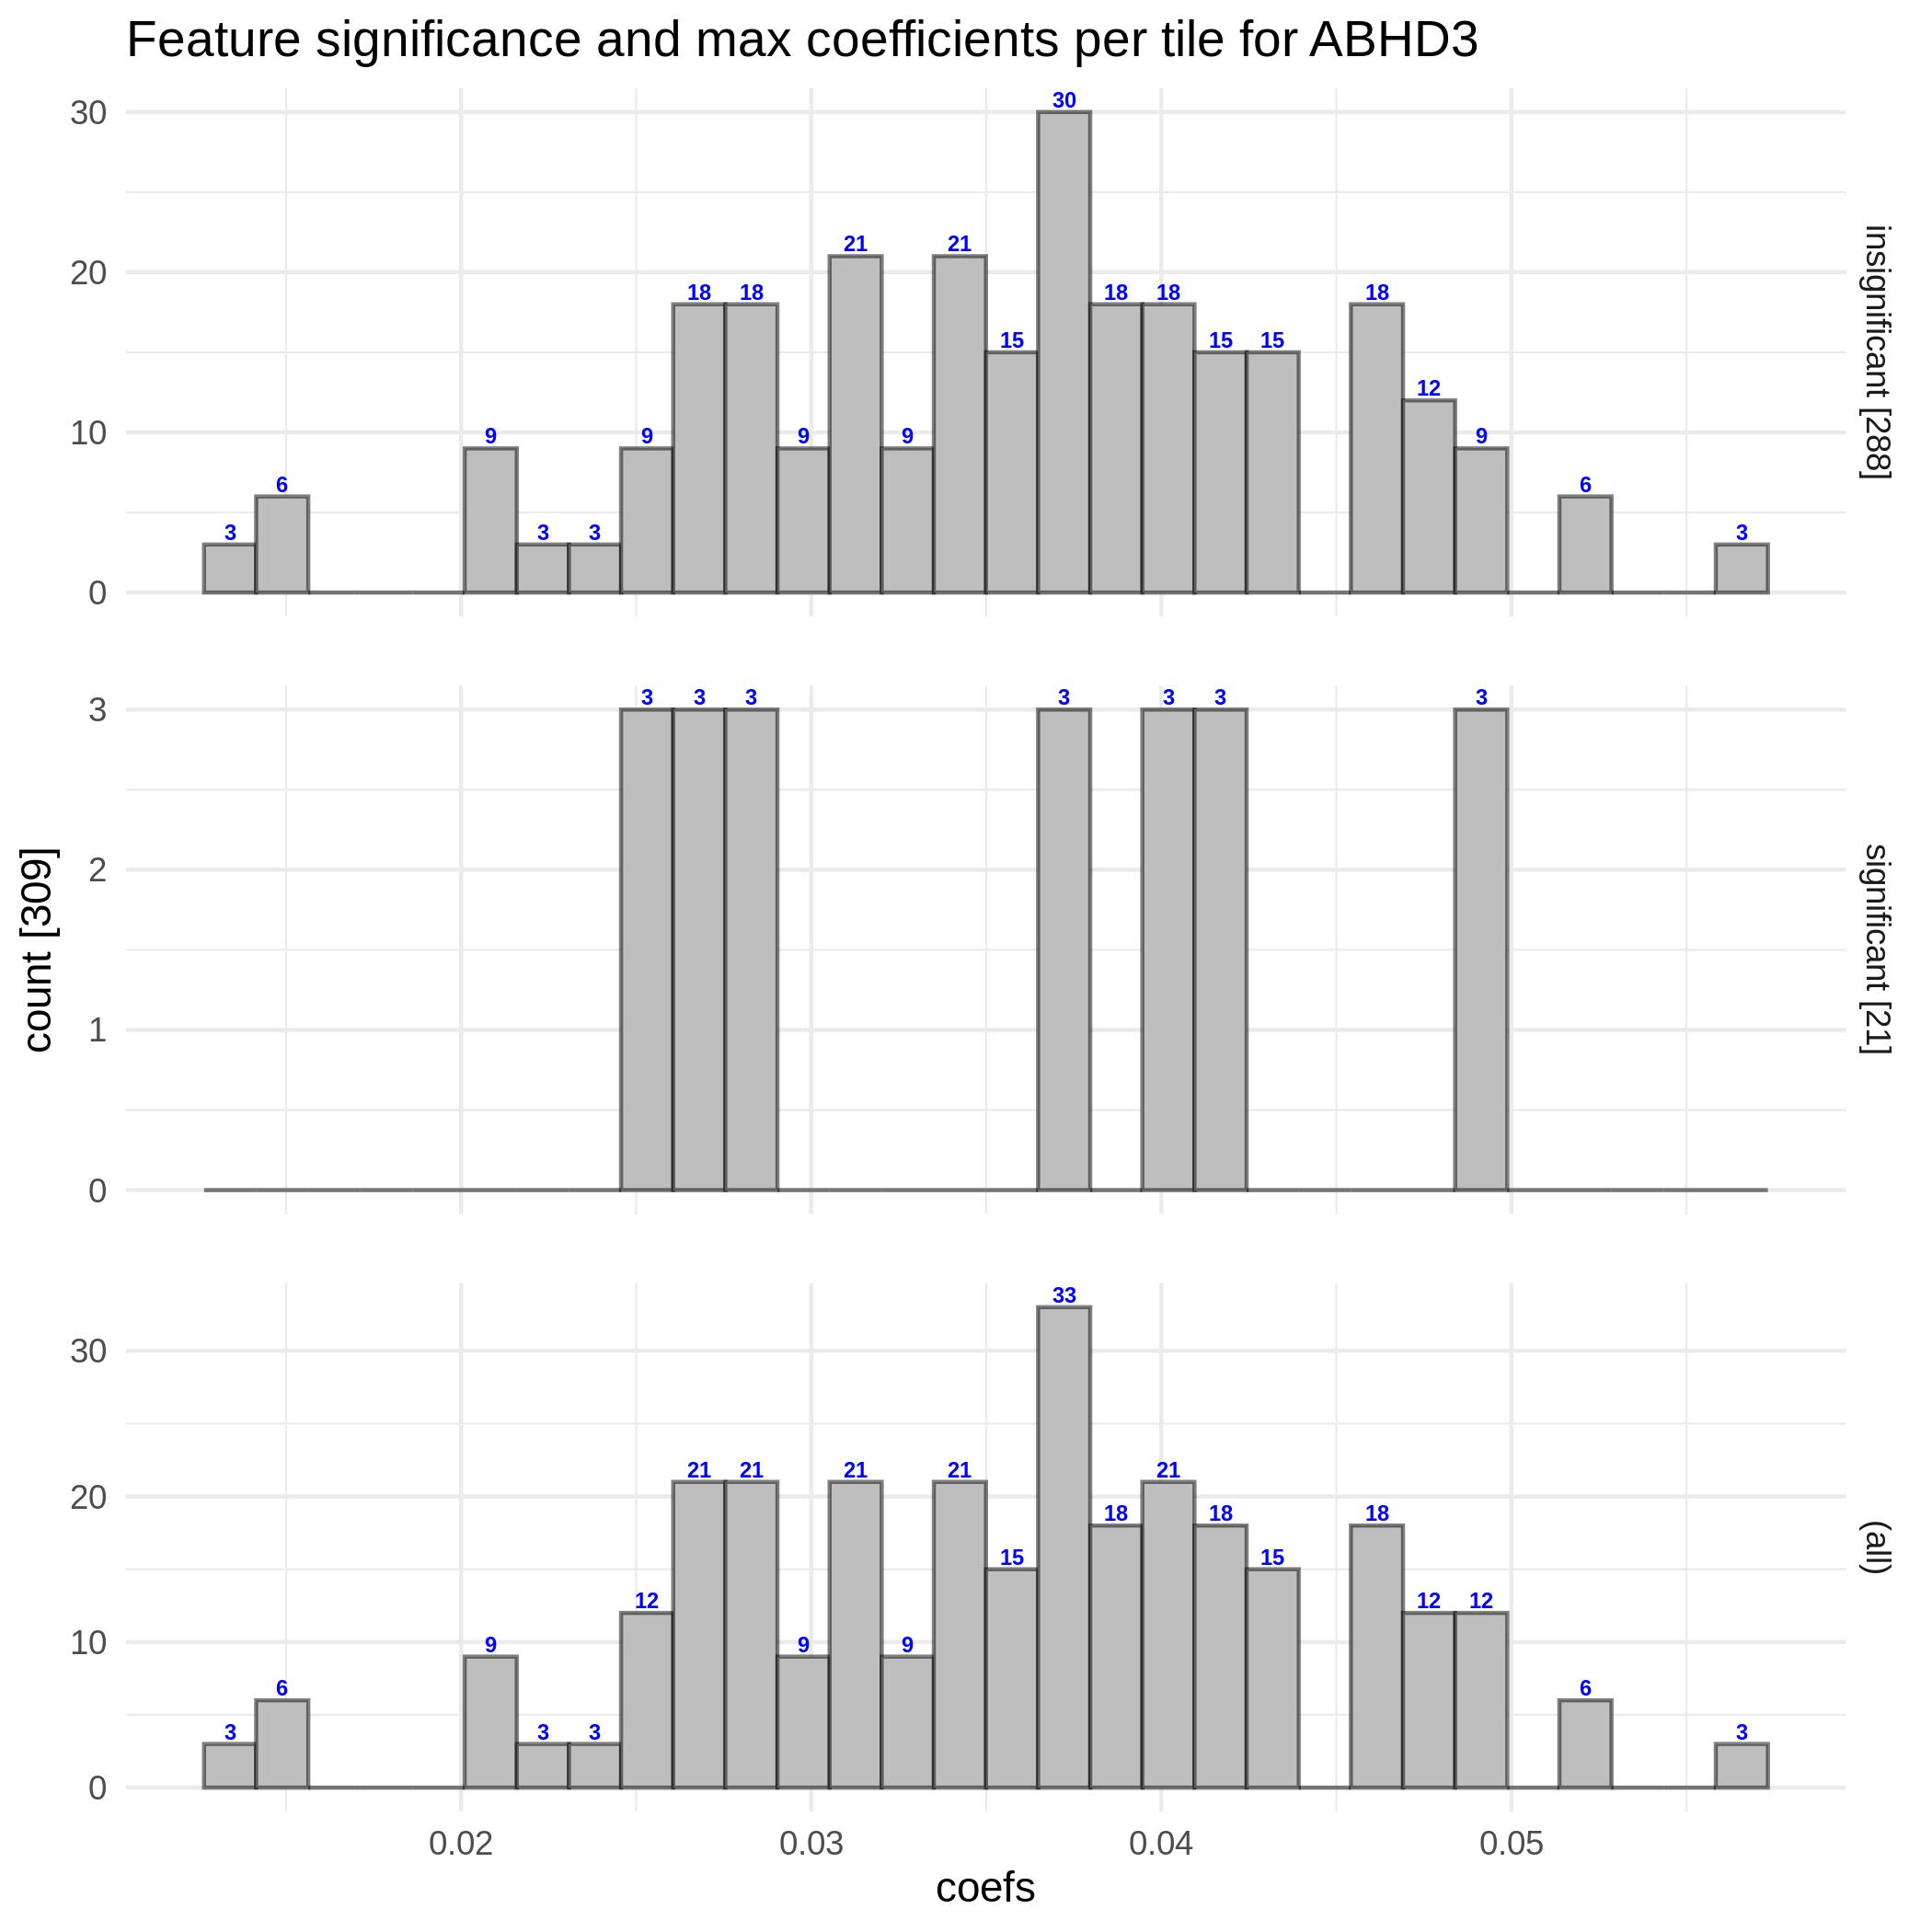 Feature significance and max coefficients per tile for ABHD3
30
20
10
0
3 6 9 3 3 9 18 18 9 21 9 21 15 30 18 18 15 15 18 12 9 6 3
insignificant [288]
count [309]
3
2
1
0
3 3 3 3 3 3 3
significant [21]
30
20
10
0
3 6 9 3 3 12 21 21 9 21 9 21 15 33 18 21 18 15 18 12 12 6 3
(all)
0.02 0.03 0.04 0.05
coefs